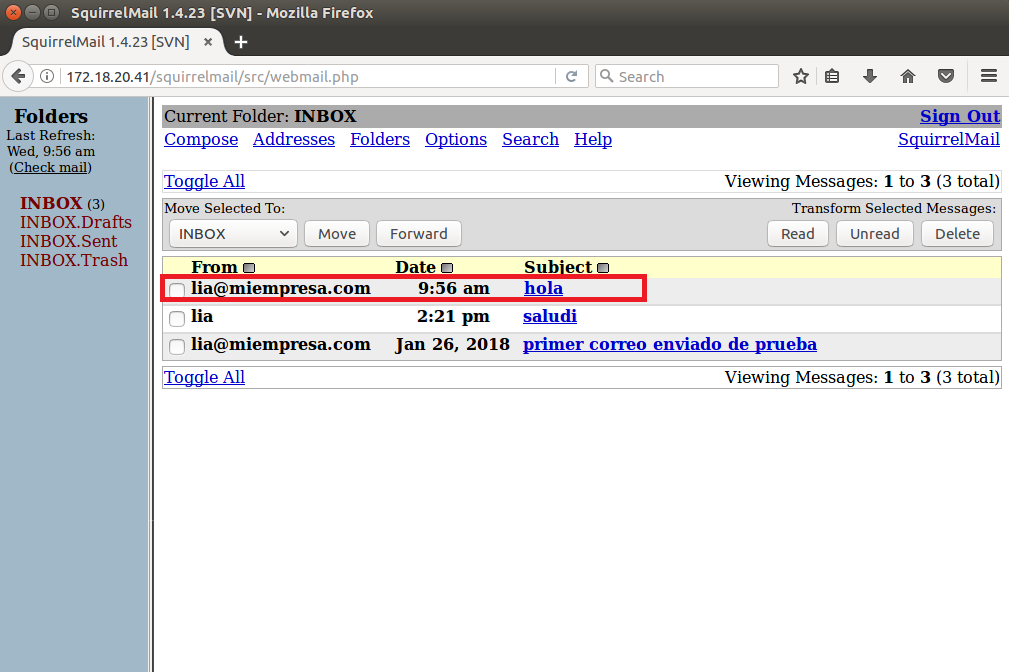 SquirrelMail 1.4.23 [SVN] - Mozilla Firefox
SquirrelMail 1.4.23 [SVN]
172.18.20.41/squirrelmail/src/webmail.php
Search
Folders
Last Refresh:
Wed, 9:56 am
(Check mail)
INBOX (3)
INBOX.Drafts
INBOX.Sent
INBOX.Trash
Current Folder: INBOX Sign Out
Compose Addresses Folders Options Search Help SquirrelMail
Toggle All Viewing Messages: 1 to 3 (3 total)
Move Selected To: Transform Selected Messages:
INBOX Move Forward Read Unread Delete
From Date Subject
lia@miempresa.com 9:56 am hola
lia 2:21 pm saludi
lia@miempresa.com Jan 26, 2018 primer correo enviado de prueba
Toggle All Viewing Messages: 1 to 3 (3 total)